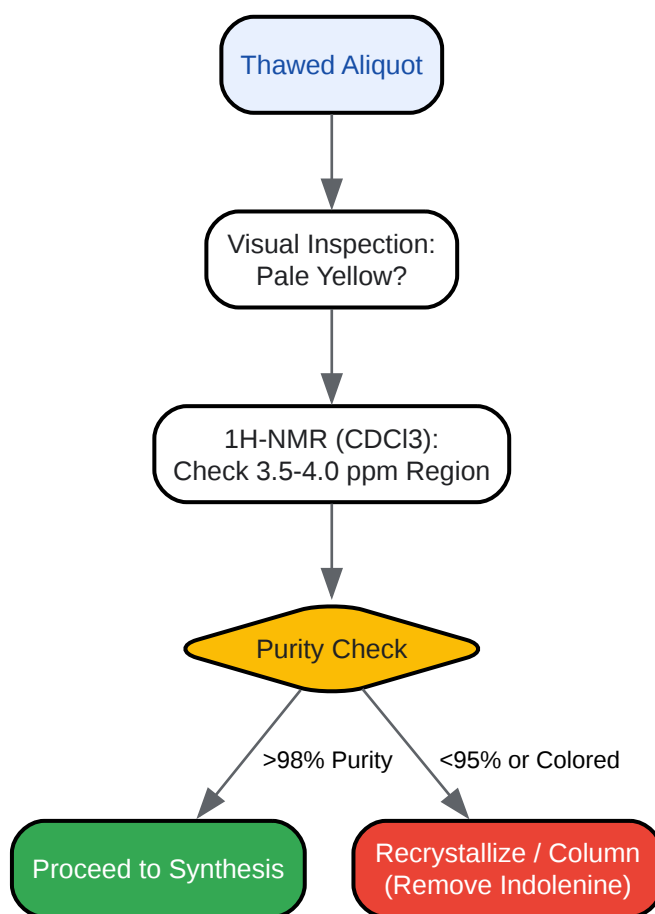 Thawed Aliquot
Visual Inspection:
Pale Yellow?
1H-NMR (CDCl3):
Check 3.5-4.0 ppm Region
Purity Check
>98% Purity
<95% or Colored
Proceed to Synthesis
Recrystallize / Column
(Remove Indolenine)